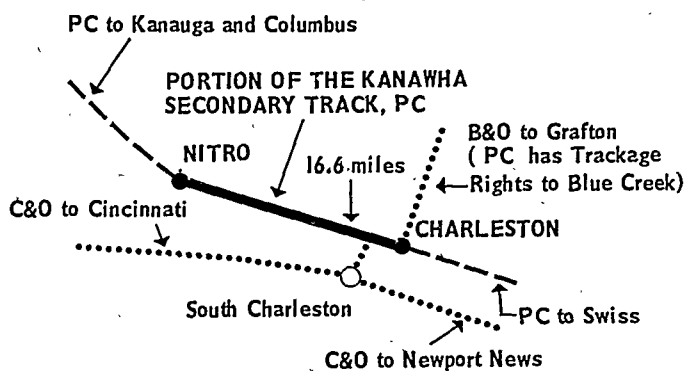 PC to Kanauga and Columbus
PORTION OF THE KANAWHA
SECONDARY TRACK, PC
B&O to Grafton
( PC has Trackage
Rights to Blue Creek)
NITRO
16.6 miles
C&O to Cincinnati
CHARLESTON
South Charleston
PC to Swiss
C&O to Newport News